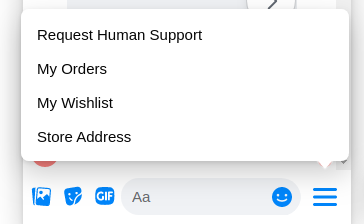 Request Human Support
My Orders
My Wishlist
Store Address
GIF
Aa